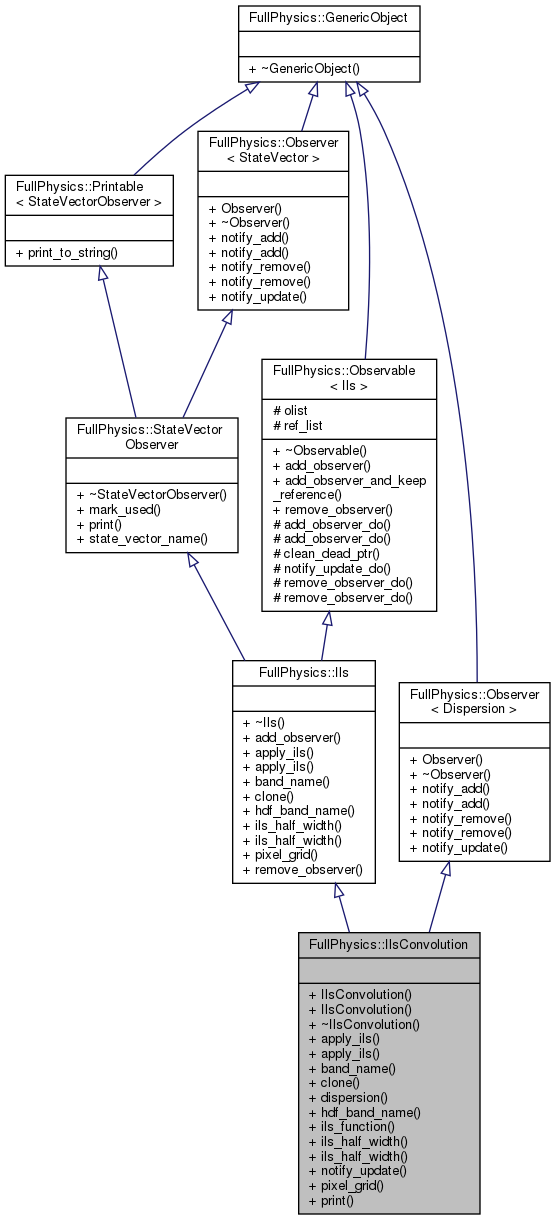 FullPhysics::GenericObject
+ ~GenericObject()
FullPhysics::Observer
< StateVector >
+ Observer()
+ ~Observer()
+ notify_add()
+ notify_add()
+ notify_remove()
+ notify_remove()
+ notify_update()
FullPhysics::Printable
< StateVectorObserver >
+ print_to_string()
FullPhysics::Observable
< Ils >
# olist
# ref_list
+ ~Observable()
+ add_observer()
+ add_observer_and_keep
_reference()
+ remove_observer()
# add_observer_do()
# add_observer_do()
# clean_dead_ptr()
# notify_update_do()
# remove_observer_do()
# remove_observer_do()
FullPhysics::StateVector
Observer
+ ~StateVectorObserver()
+ mark_used()
+ print()
+ state_vector_name()
FullPhysics::Ils
+ ~Ils()
+ add_observer()
+ apply_ils()
+ apply_ils()
+ band_name()
+ clone()
+ hdf_band_name()
+ ils_half_width()
+ ils_half_width()
+ pixel_grid()
+ remove_observer()
FullPhysics::Observer
< Dispersion >
+ Observer()
+ ~Observer()
+ notify_add()
+ notify_add()
+ notify_remove()
+ notify_remove()
+ notify_update()
FullPhysics::IlsConvolution
+ IlsConvolution()
+ IlsConvolution()
+ ~IlsConvolution()
+ apply_ils()
+ apply_ils()
+ band_name()
+ clone()
+ dispersion()
+ hdf_band_name()
+ ils_function()
+ ils_half_width()
+ ils_half_width()
+ notify_update()
+ pixel_grid()
+ print()